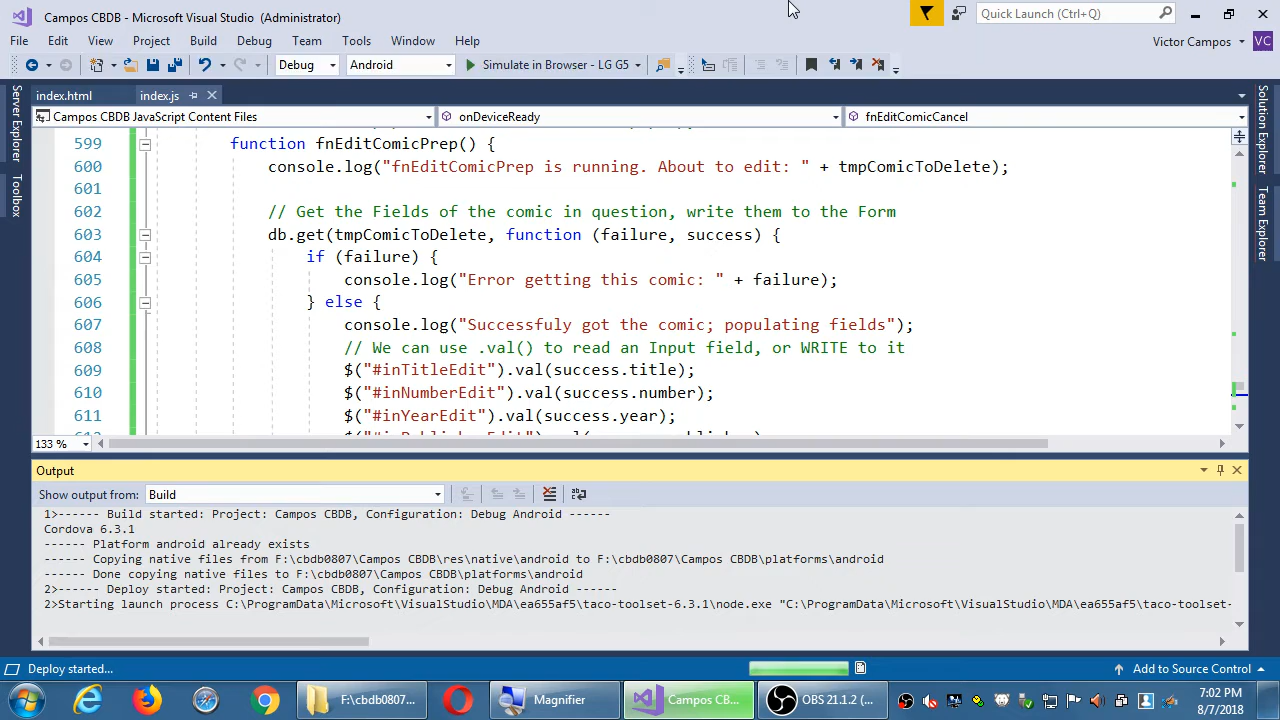 Campos CBDB - Microsoft Visual Studio (Administrator)
Quick Launch (Ctrl+Q)
File Edit View Project Build Debug Team Tools Window Help
Victor Campos VC
Debug Android Simulate in Browser - LG G5
index.html index.js
Campos CBDB JavaScript Content Files onDeviceReady fnEditComicCancel
Server Explorer
Toolbox
Solution Explorer
Team Explorer
599 function fnEditComicPrep() {
600 console.log("fnEditComicPrep is running. About to edit: " + tmpComicToDelete);
601
602 // Get the Fields of the comic in question, write them to the Form
603 db.get(tmpComicToDelete, function (failure, success) {
604 if (failure) {
605 console.log("Error getting this comic: " + failure);
606 } else {
607 console.log("Successfuly got the comic; populating fields");
608 // We can use .val() to read an Input field, or WRITE to it
609 $("#inTitleEdit").val(success.title);
610 $("#inNumberEdit").val(success.number);
611 $("#inYearEdit").val(success.year);
133 %
Output
Show output from: Build
1>------ Build started: Project: Campos CBDB, Configuration: Debug Android ------
Cordova 6.3.1
------ Platform android already exists
------ Copying native files from F:\cbdb0807\Campos CBDB\res\native\android to F:\cbdb0807\Campos CBDB\platforms\android
------ Done copying native files to F:\cbdb0807\Campos CBDB\platforms\android
2>------ Deploy started: Project: Campos CBDB, Configuration: Debug Android ------
2>Starting launch process C:\ProgramData\Microsoft\VisualStudio\MDA\ea655af5\taco-toolset-6.3.1\node.exe "C:\ProgramData\Microsoft\VisualStudio\MDA\ea655af5\taco-toolset-
Deploy started... Add to Source Control
F:\cbdb0807... Magnifier Campos CB... OBS 21.1.2 (... 7:02 PM
8/7/2018